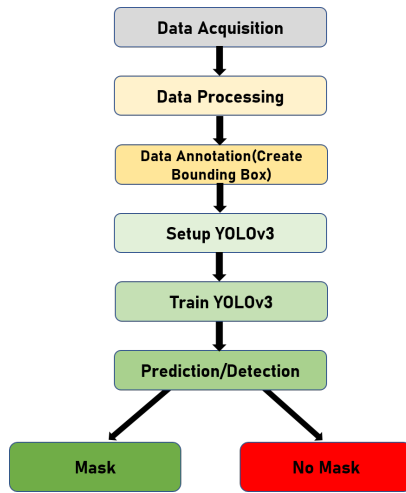 Data Acquisition
Data Processing
Data Annotation(Create
Bounding Box)
Setup YOLOv3
Train YOLOv3
Prediction/Detection
Mask
No Mask